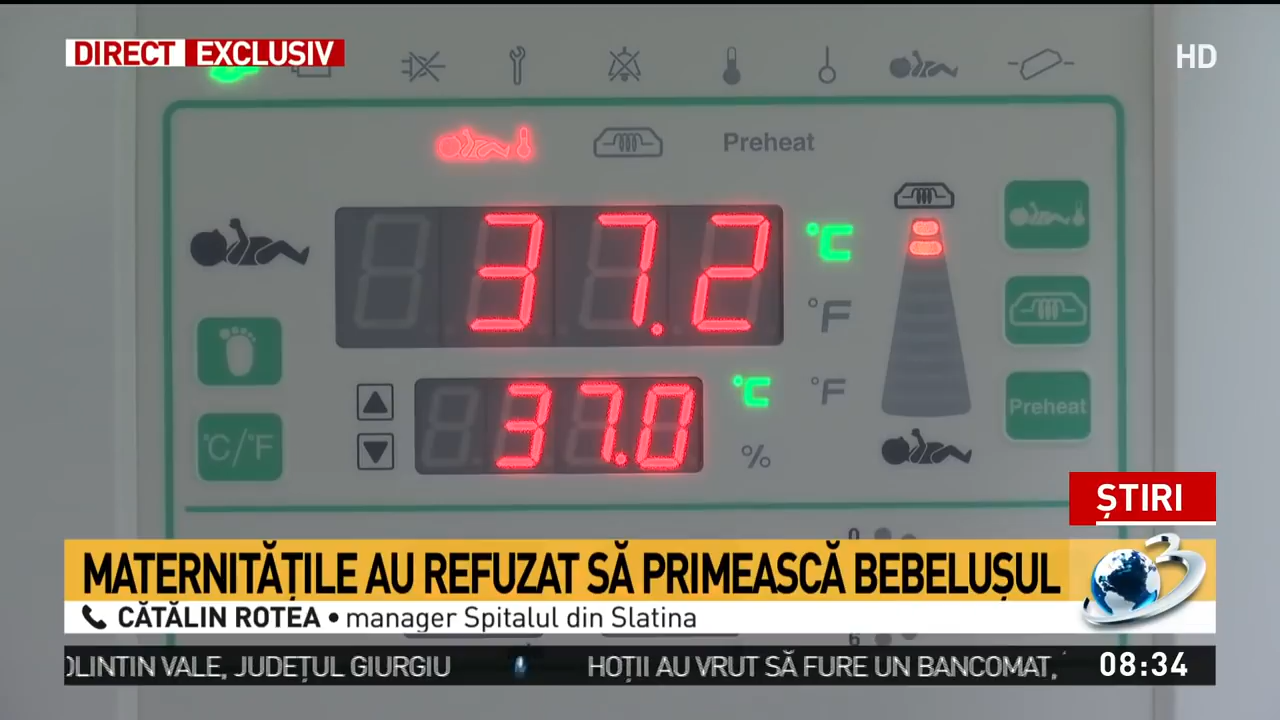 DIRECT EXCLUSIV
HD
Preheat
37.2 °C
°F
37.0 °C °F
%
°C/°F
Preheat
ȘTIRI
MATERNITĂȚILE AU REFUZAT SĂ PRIMEASCĂ BEBELUȘUL
3
CĂTĂLIN ROTEA • manager Spitalul din Slatina
OLINTIN VALE, JUDEȚUL GIURGIU HOȚII AU VRUT SĂ FURE UN BANCOMAT,
08:34